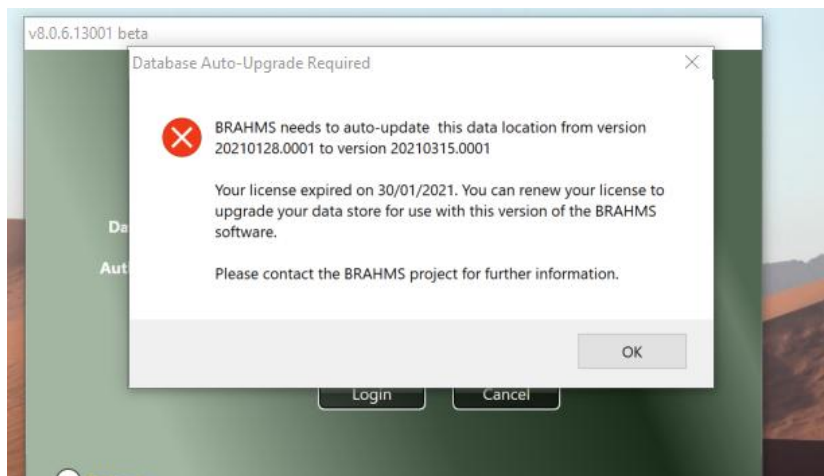 v8.0.6.13001 beta
Database Auto-Upgrade Required
BRAHMS needs to auto-update  this data location from version
20210128.0001 to version 20210315.0001
Your license expired on 30/01/2021. You can renew your license to
upgrade your data store for use with this version of the BRAHMS
software.
Please contact the BRAHMS project for further information.
OK
Da
Aut
Login
Cancel